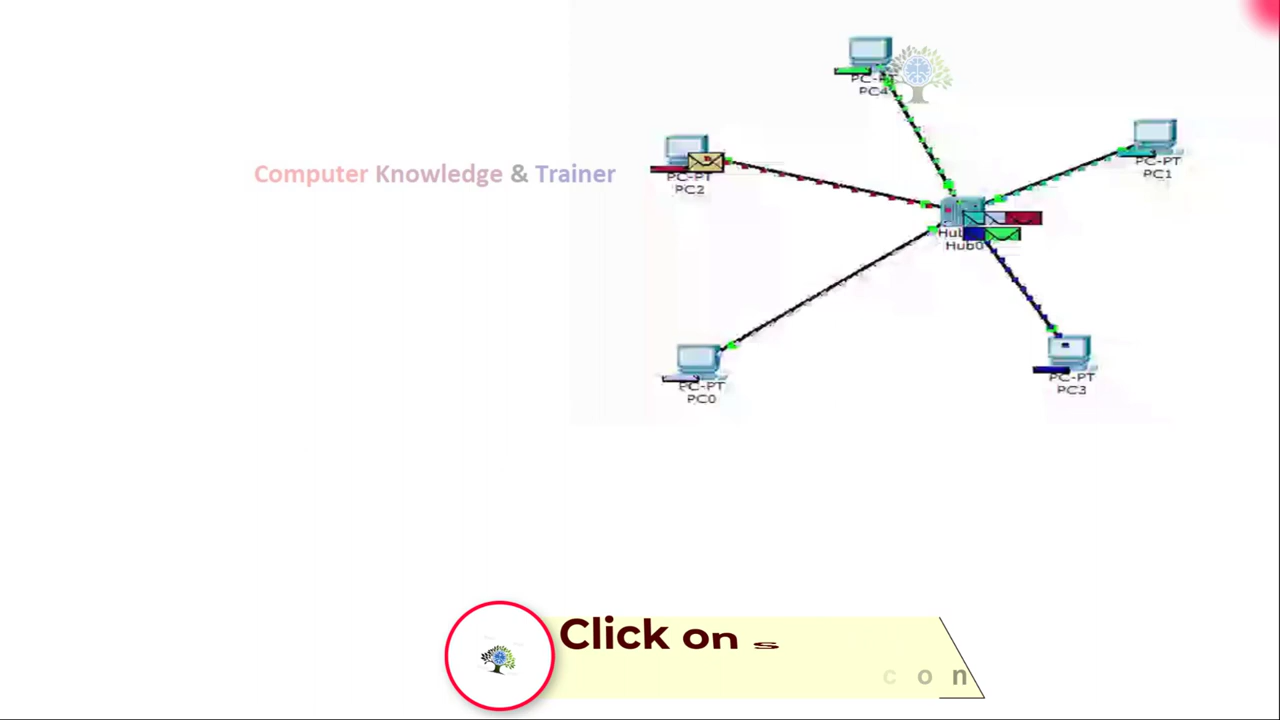 PC-PT
PC4
PC-PT
PC1
Computer Knowledge & Trainer
PC-PT
PC2
Hub0
PC-PT
PC3
PC-PT
PC0
Click on s
c o n